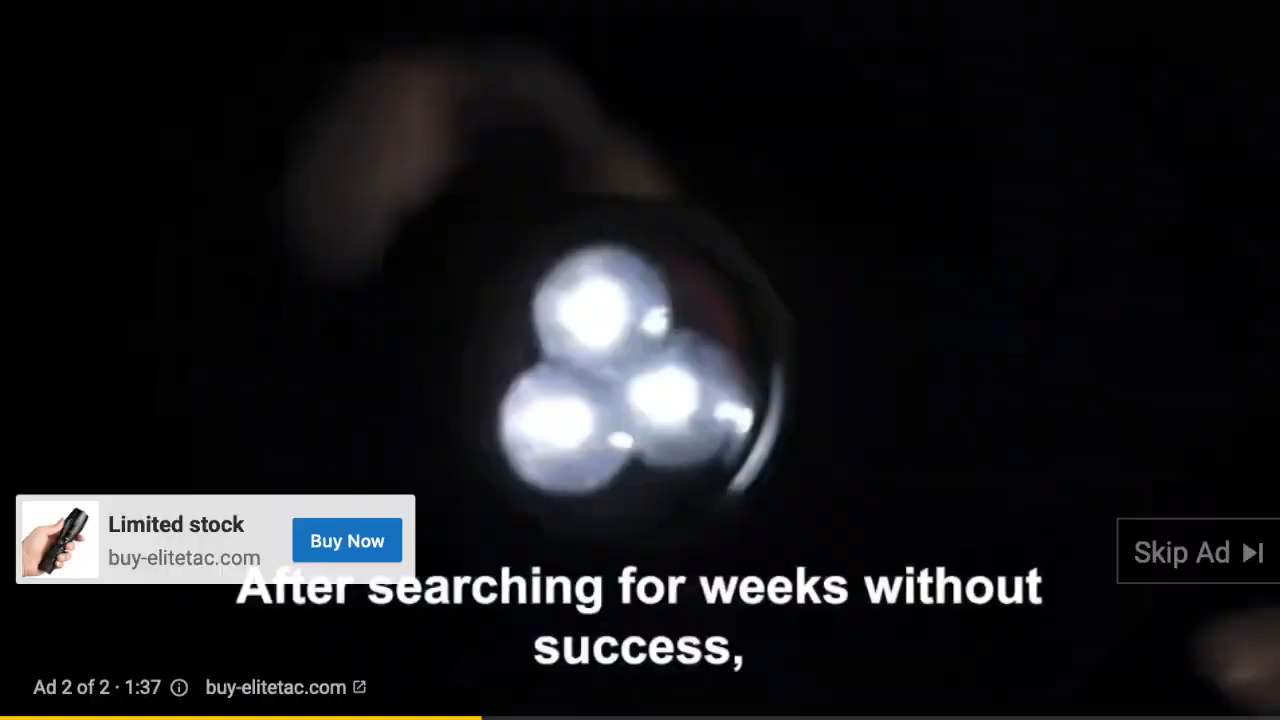 Limited stock
buy-elitetac.com
Buy Now
Skip Ad
After searching for weeks without
success,
Ad 2 of 2 · 1:37
buy-elitetac.com